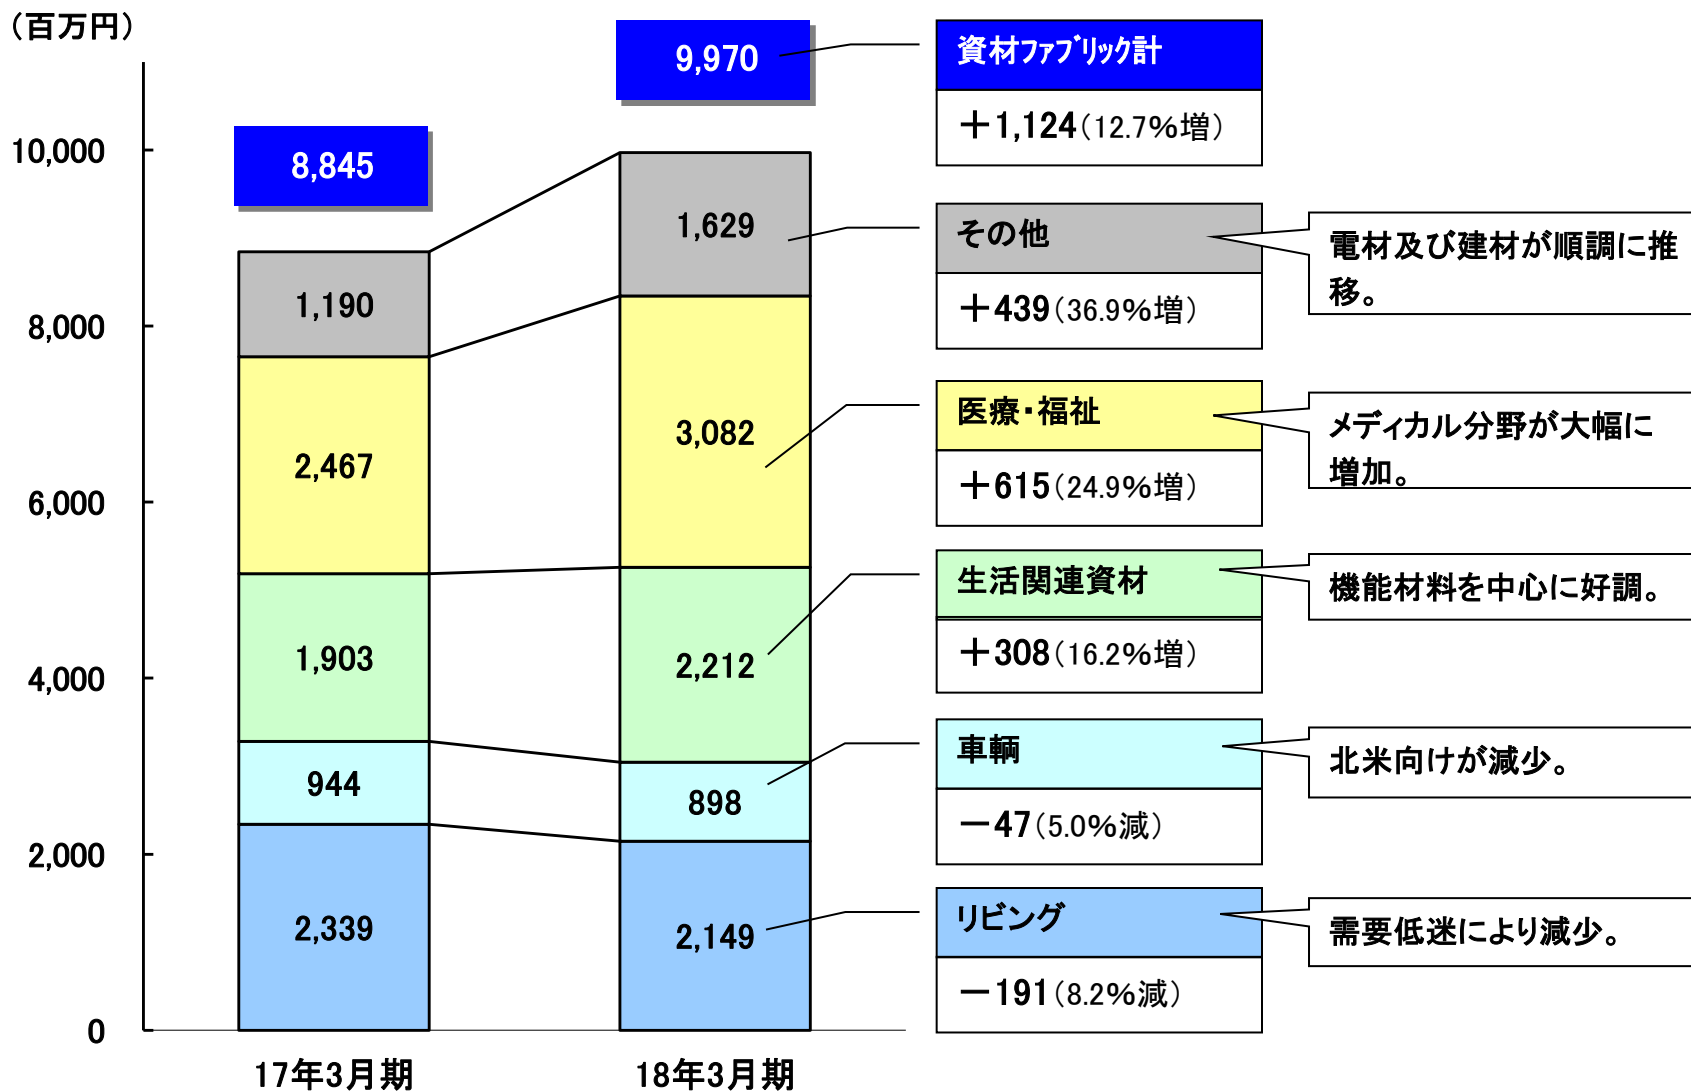 （百万円）
10,000
8,000
6,000
4,000
2,000
0
8,845
1,190
2,467
1,903
944
2,339
17年3月期
9,970
1,629
3,082
2,212
898
2,149
18年3月期
資材ﾌｧﾌﾞﾘｯｸ計
＋1,124（12.7%増）
その他
＋439（36.9%増）
電材及び建材が順調に推
移。
医療・福祉
＋615（24.9%増）
メディカル分野が大幅に
増加。
生活関連資材
＋308（16.2%増）
機能材料を中心に好調。
車輌
－47（5.0%減）
北米向けが減少。
リビング
－191（8.2%減）
需要低迷により減少。